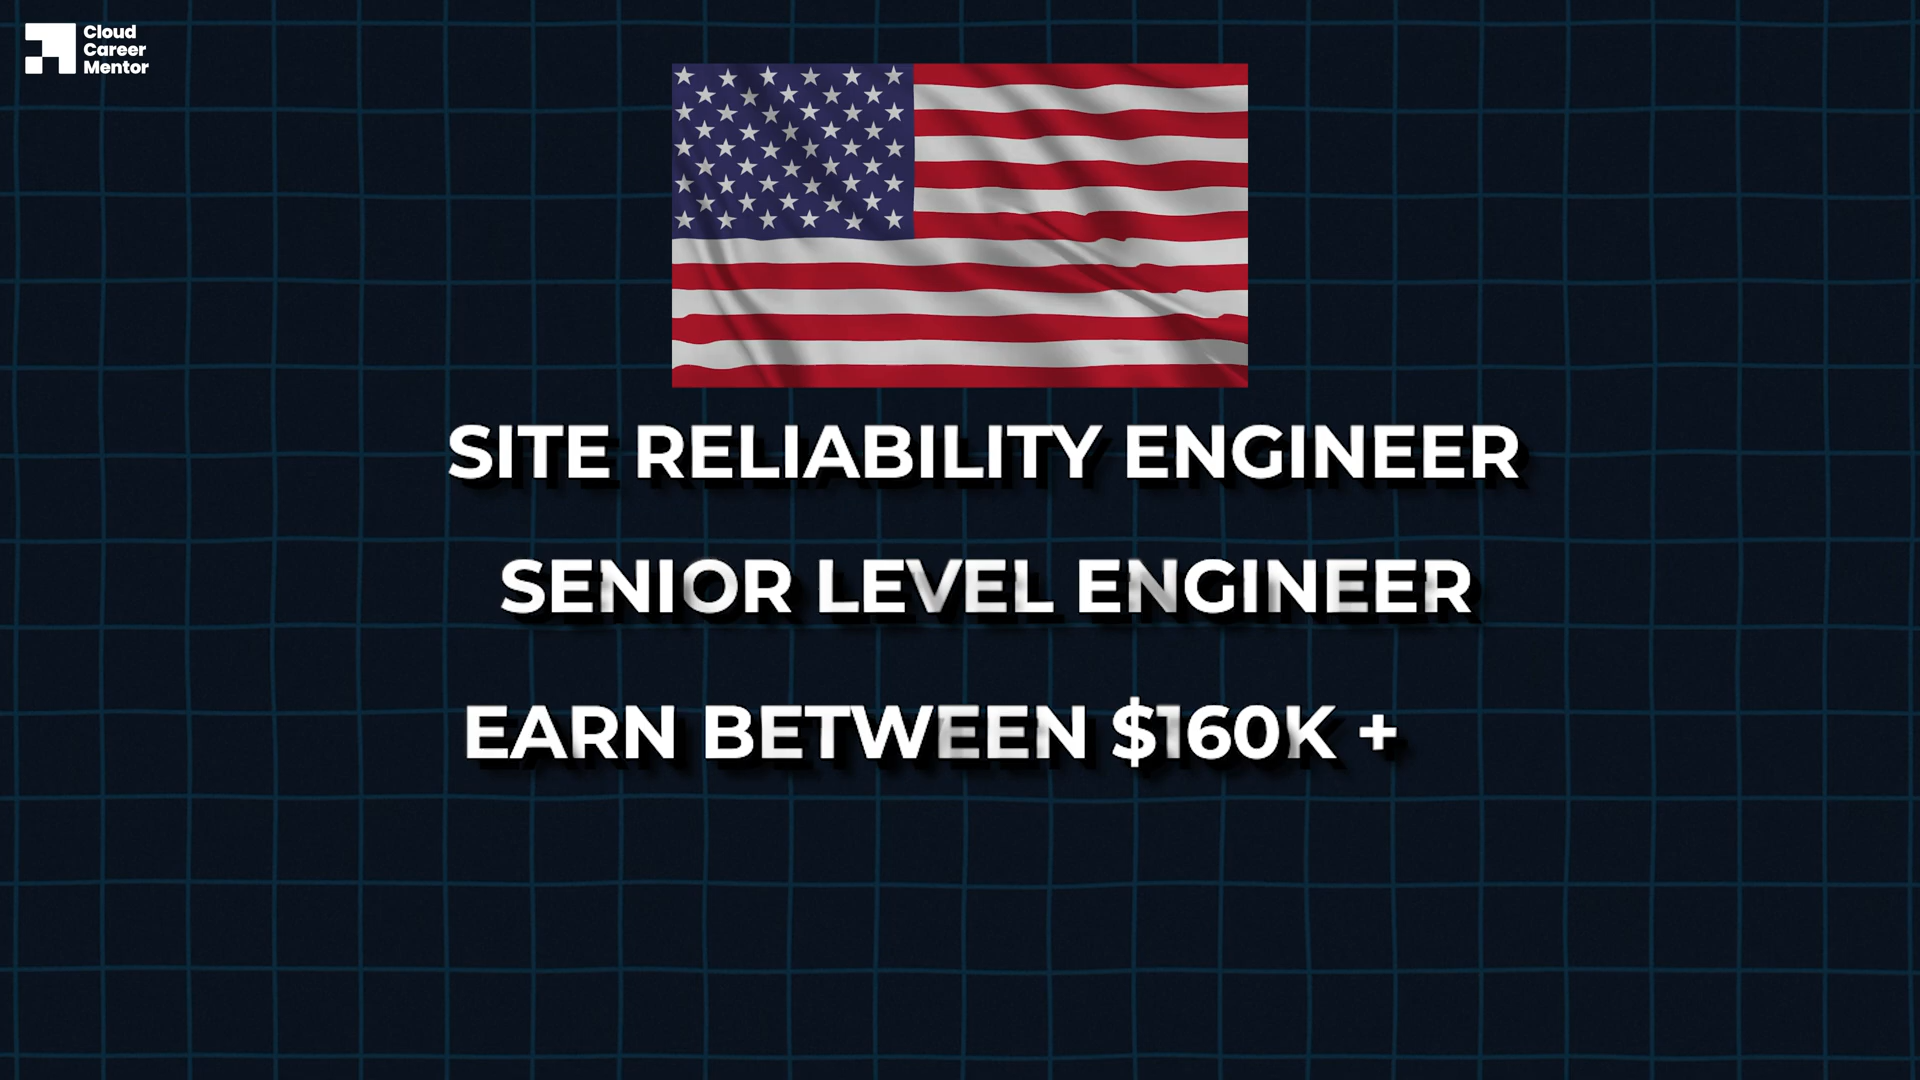 Cloud
Career
Mentor
SITE RELIABILITY ENGINEER
SENIOR LEVEL ENGINEER
EARN BETWEEN $160K +